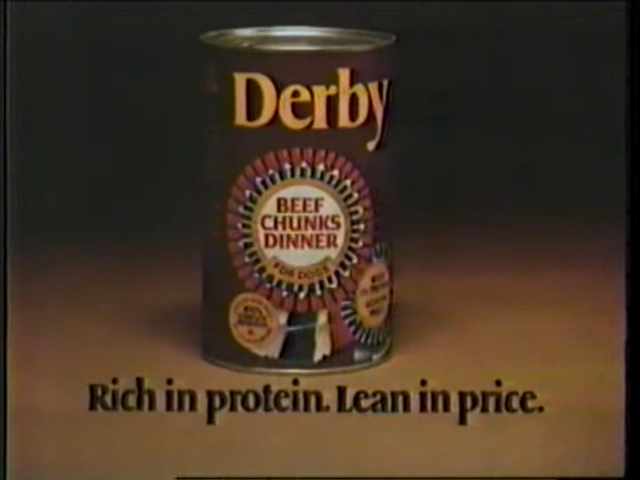 Derby
BEEF
CHUNKS
DINNER
FOR DOGS
Rich in protein. Lean in price.